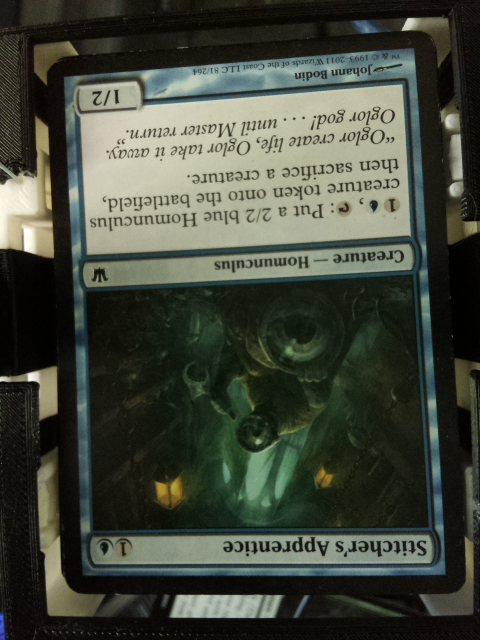 Stitcher's Apprentice
1
Creature — Homunculus
1, : Put a 2/2 blue Homunculus
creature token onto the battlefield,
then sacrifice a creature.
"Oglor create life, Oglor take it away.
Oglor god! . . . until Master return."
1/2
Johann Bodin
™ & © 1993–2011 Wizards of the Coast LLC 81/264